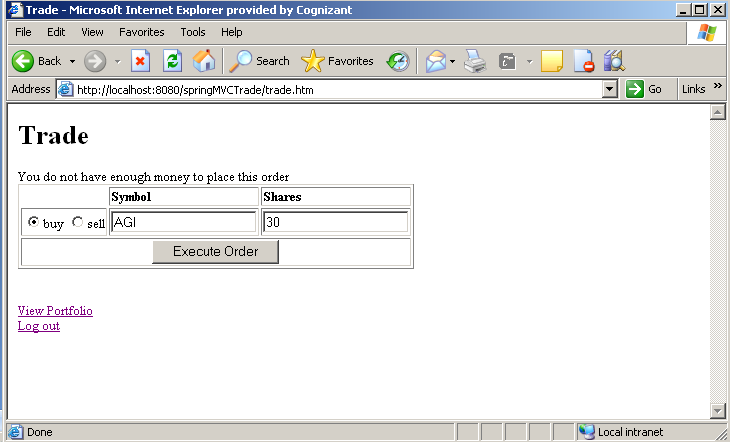 Trade - Microsoft Internet Explorer provided by Cognizant
File Edit View Favorites Tools Help
Back Search Favorites
Address http://localhost:8080/springMVCTrade/trade.htm Go Links »
Trade
You do not have enough money to place this order
Symbol Shares
buy sell AGI 30
Execute Order
View Portfolio
Log out
Done Local intranet